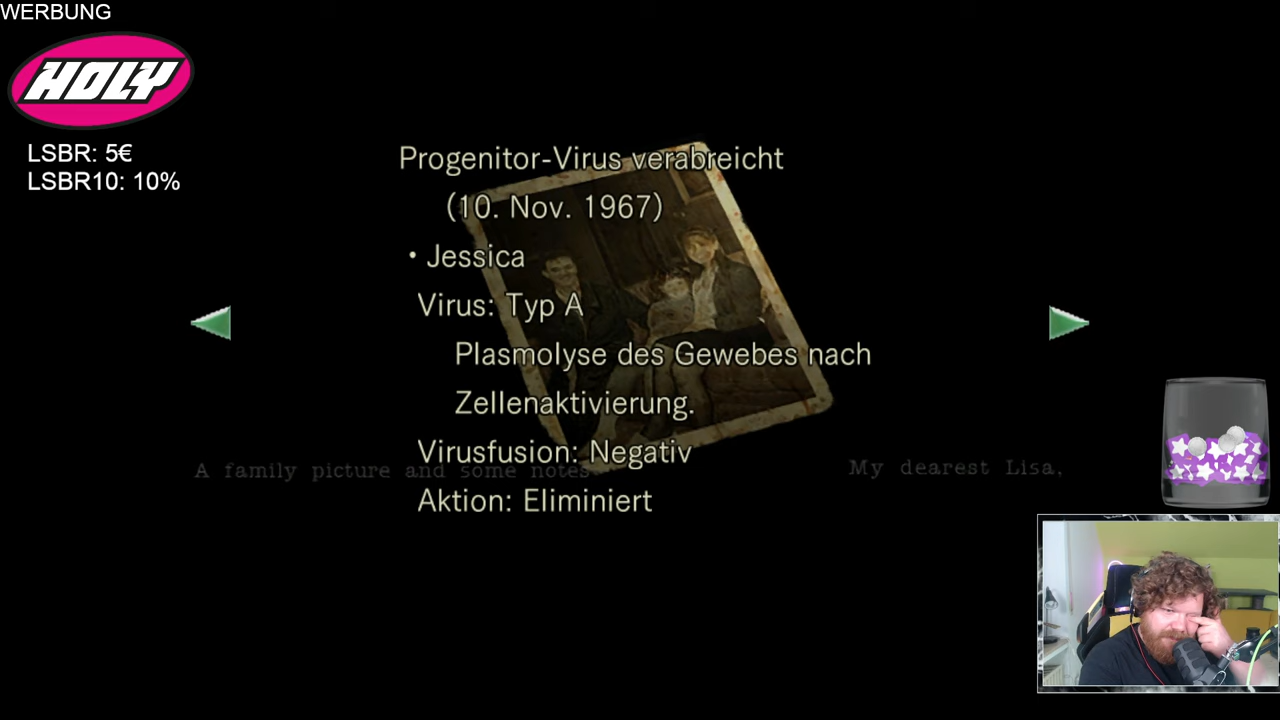 WERBUNG
HOLY
LSBR: 5€
LSBR10: 10%
Progenitor-Virus verabreicht
(10. Nov. 1967)
• Jessica
Virus: Typ A
Plasmolyse des Gewebes nach
Zellenaktivierung.
Virusfusion: Negativ
A family picture and some notes
My dearest Lisa,
Aktion: Eliminiert